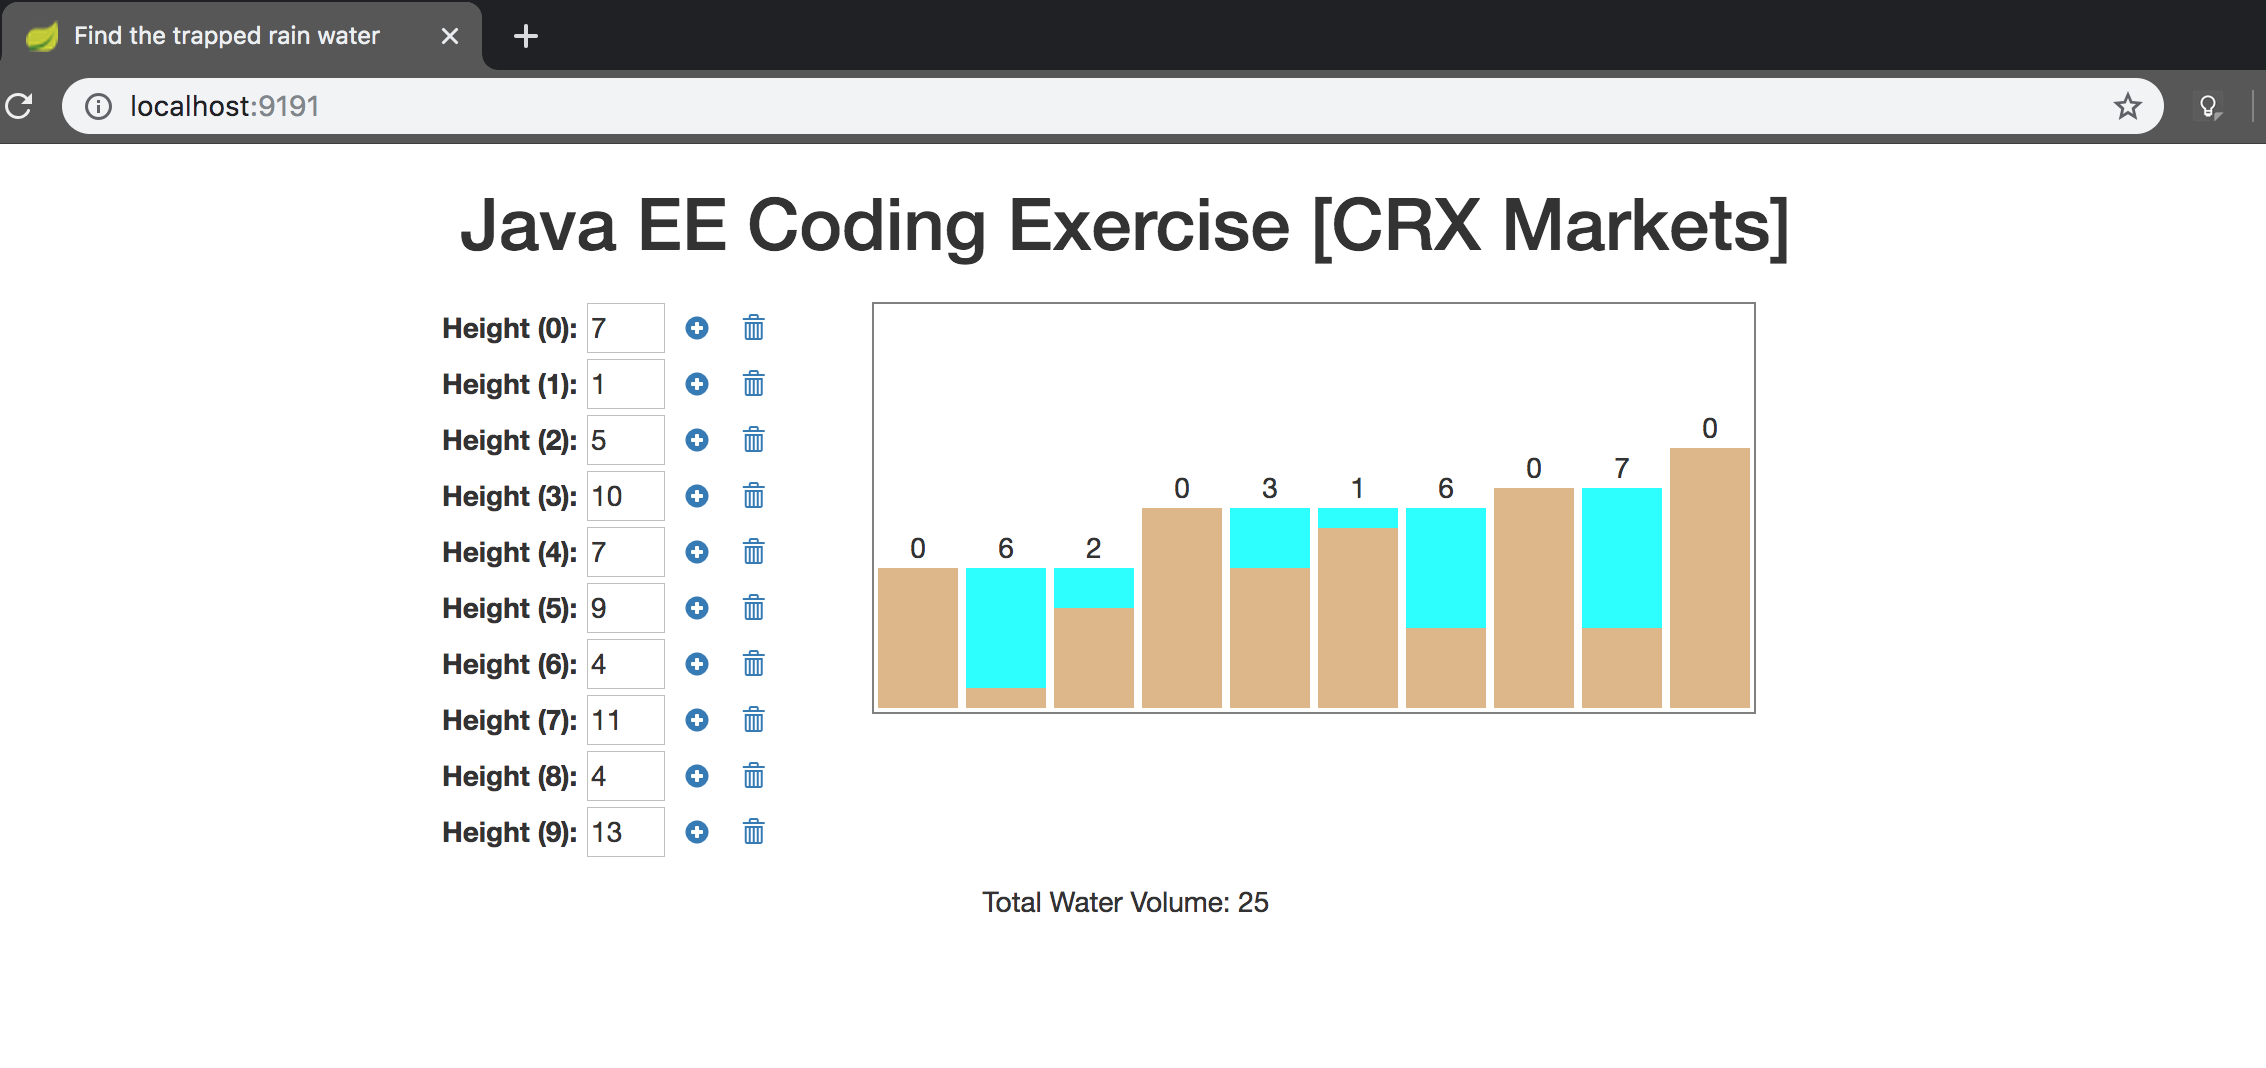 Find the trapped rain water
localhost:9191
Java EE Coding Exercise [CRX Markets]
Height (0): 7
Height (1): 1
Height (2): 5
Height (3): 10
Height (4): 7
Height (5): 9
Height (6): 4
Height (7): 11
Height (8): 4
Height (9): 13
0 6 2 0 3 1 6 0 7 0
Total Water Volume: 25